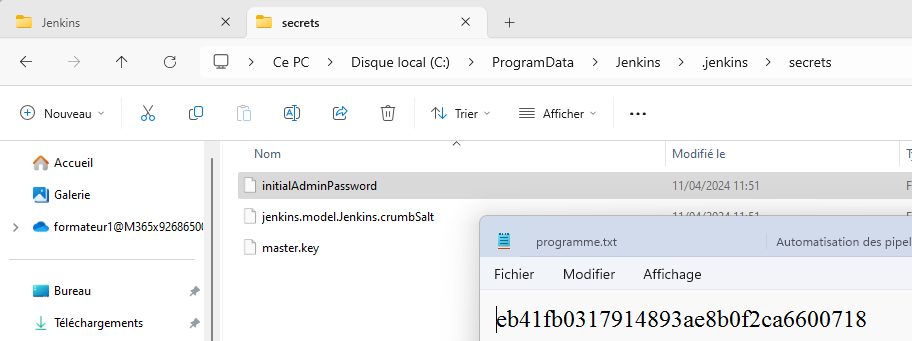 Jenkins
secrets
Ce PC > Disque local (C:) > ProgramData > Jenkins > .jenkins > secrets
Nouveau
Trier
Afficher
Nom
Modifié le
Accueil
Galerie
formateur1@M365x9268650
Bureau
Téléchargements
initialAdminPassword
11/04/2024 11:51
F
jenkins.model.Jenkins.crumbSalt
11/04/2024 11:51
master.key
programme.txt
Automatisation des pipel
Fichier
Modifier
Affichage
eb41fb0317914893ae8b0f2ca6600718